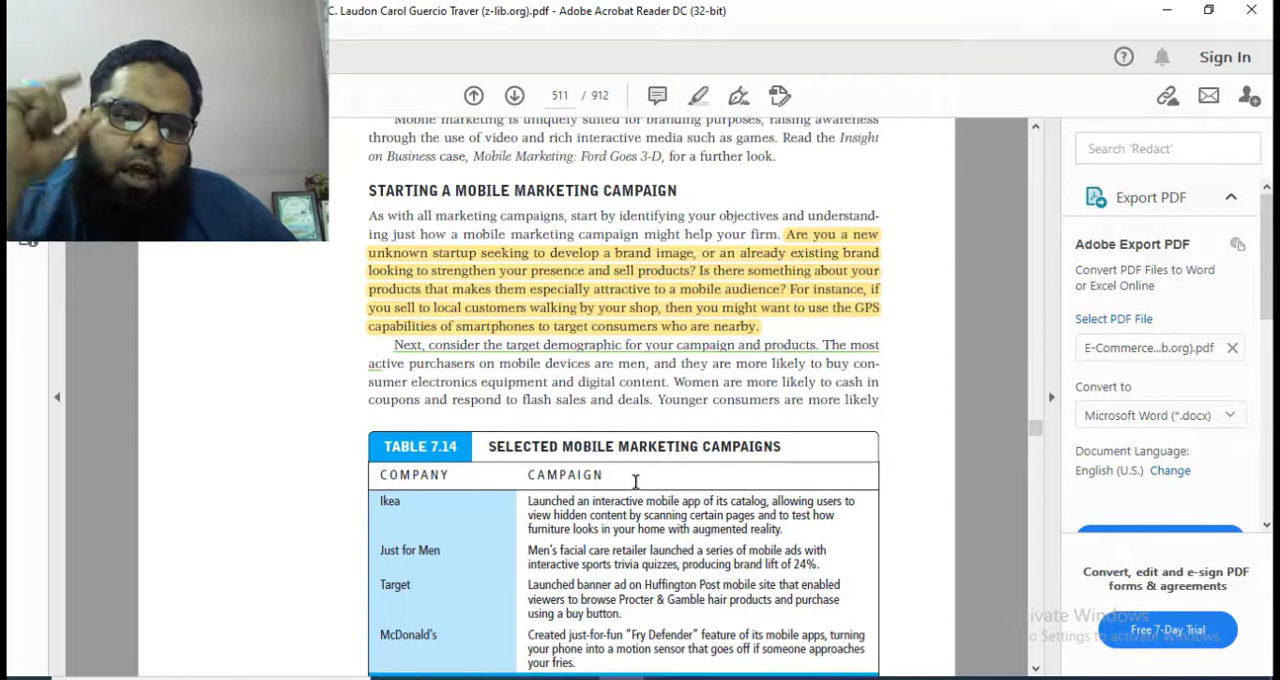 C. Laudon Carol Guercio Traver (z-lib.org).pdf - Adobe Acrobat Reader DC (32-bit)
Sign In
511 / 912
Mobile marketing is uniquely suited for branding purposes, raising awareness
through the use of video and rich interactive media such as games. Read the Insight
on Business case, Mobile Marketing: Ford Goes 3-D, for a further look.
STARTING A MOBILE MARKETING CAMPAIGN
As with all marketing campaigns, start by identifying your objectives and understand-
ing just how a mobile marketing campaign might help your firm. Are you a new
unknown startup seeking to develop a brand image, or an already existing brand
looking to strengthen your presence and sell products? Is there something about your
products that makes them especially attractive to a mobile audience? For instance, if
you sell to local customers walking by your shop, then you might want to use the GPS
capabilities of smartphones to target consumers who are nearby.
Next, consider the target demographic for your campaign and products. The most
active purchasers on mobile devices are men, and they are more likely to buy con-
sumer electronics equipment and digital content. Women are more likely to cash in
coupons and respond to flash sales and deals. Younger consumers are more likely
TABLE 7.14 SELECTED MOBILE MARKETING CAMPAIGNS
COMPANY CAMPAIGN
Ikea Launched an interactive mobile app of its catalog, allowing users to
view hidden content by scanning certain pages and to test how
furniture looks in your home with augmented reality.
Just for Men Men's facial care retailer launched a series of mobile ads with
interactive sports trivia quizzes, producing brand lift of 24%.
Target Launched banner ad on Huffington Post mobile site that enabled
viewers to browse Procter & Gamble hair products and purchase
using a buy button.
McDonald's Created just-for-fun "Fry Defender" feature of its mobile apps, turning
your phone into a motion sensor that goes off if someone approaches
your fries.
Search 'Redact'
Export PDF
Adobe Export PDF
Convert PDF Files to Word
or Excel Online
Select PDF File
E-Commerce...b.org).pdf
Convert to
Microsoft Word (*.docx)
Document Language:
English (U.S.) Change
Convert, edit and e-sign PDF
forms & agreements
Free 7-Day Trial
ivate Windows
o Settings to activate Windows.